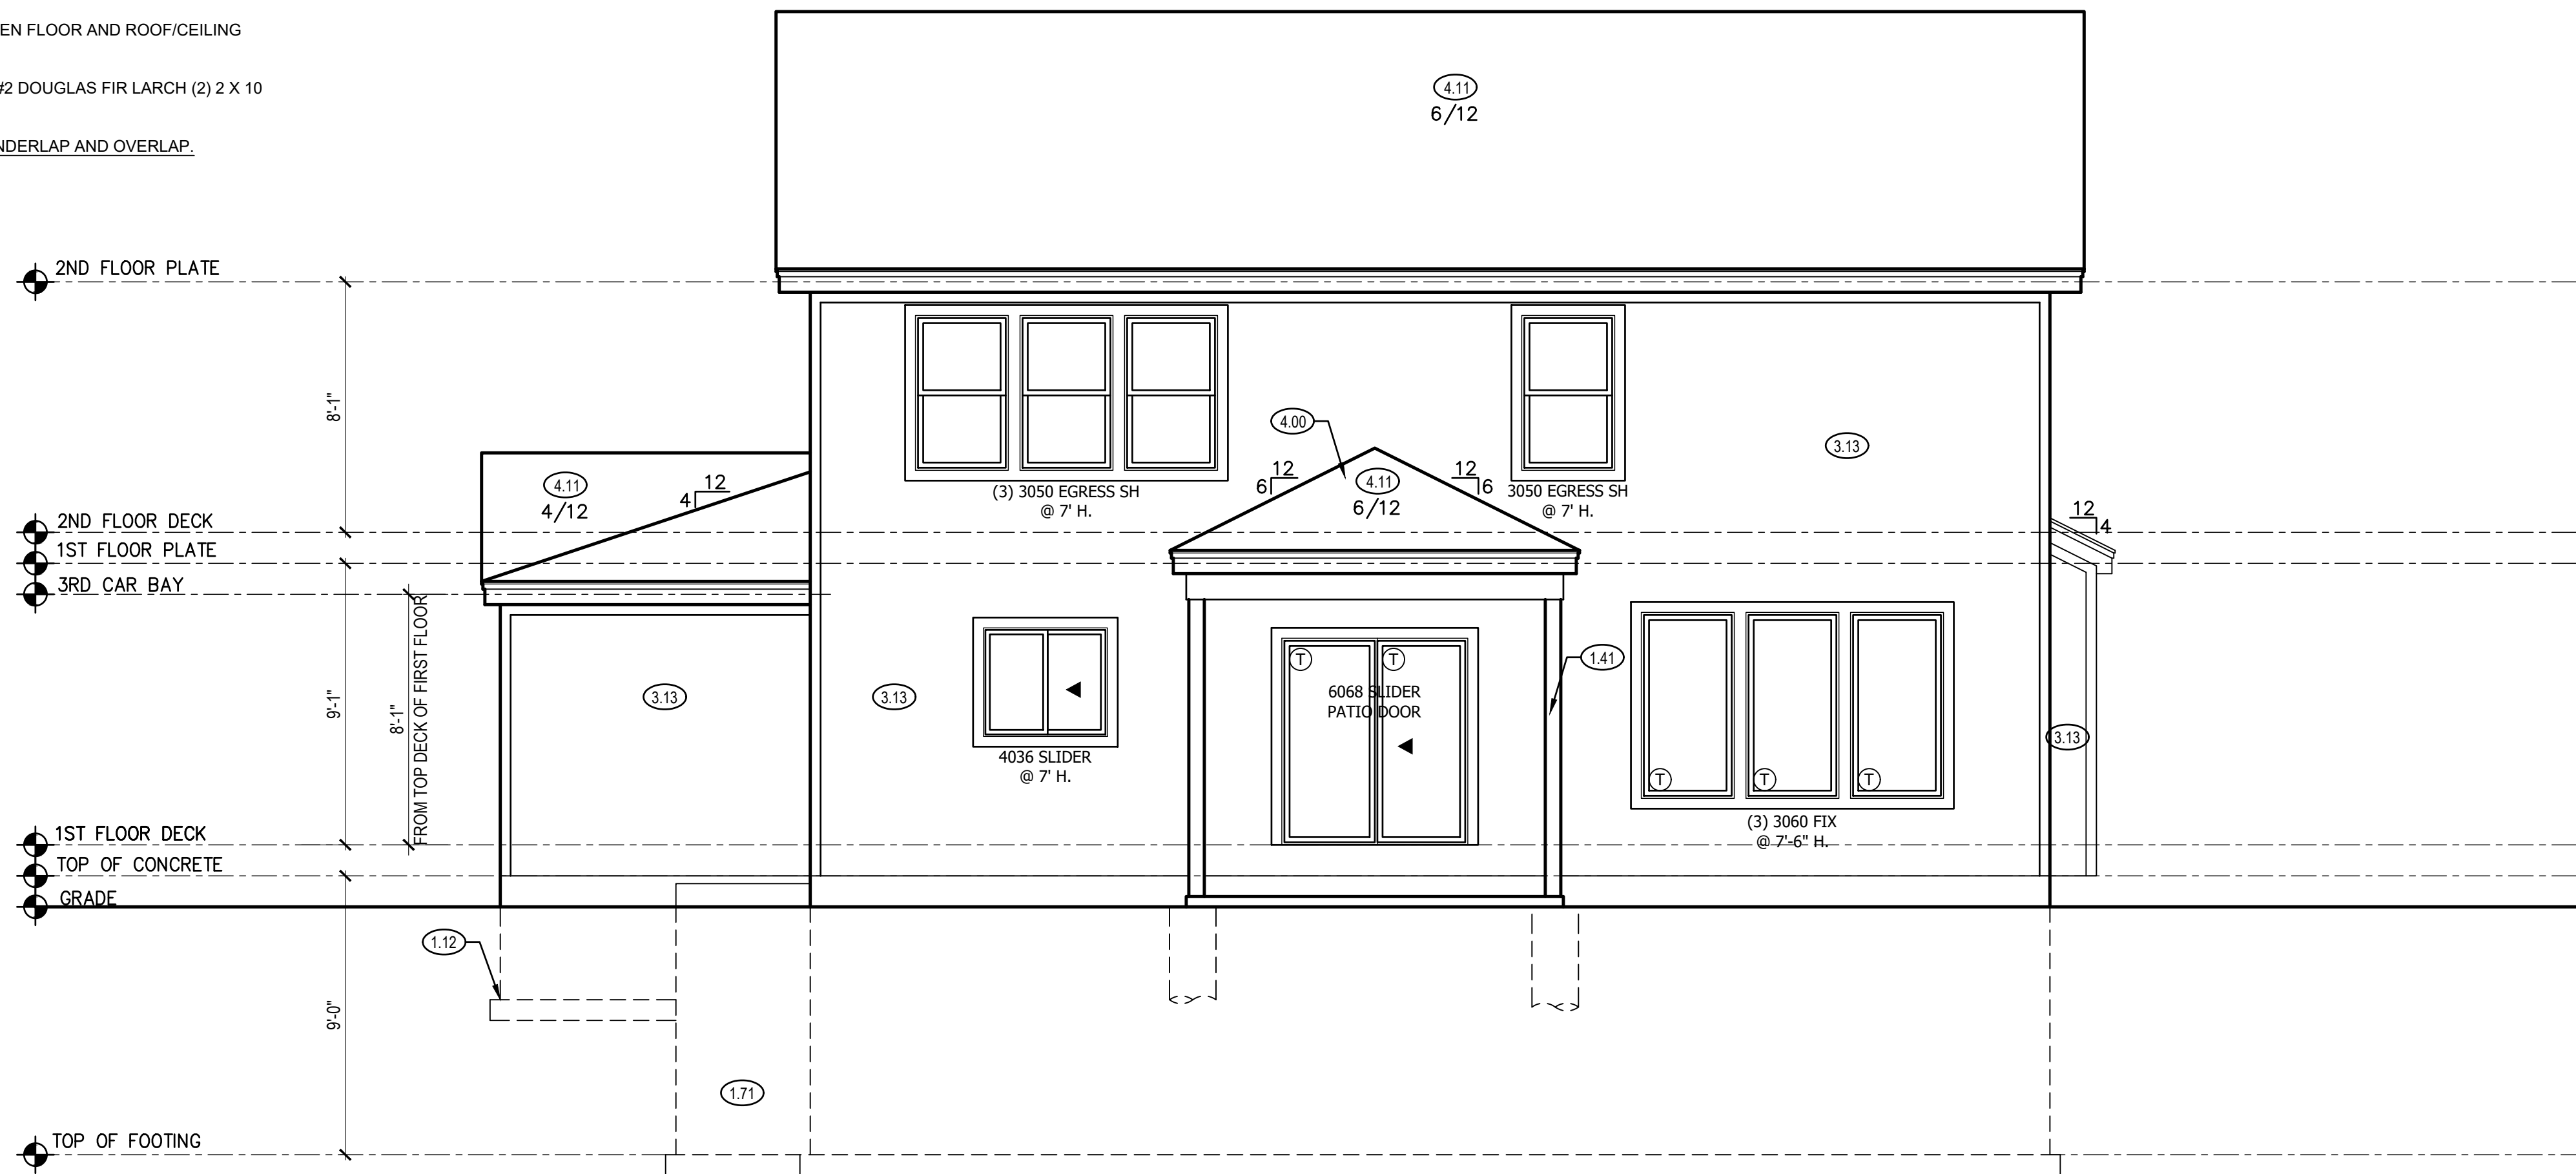 EN FLOOR AND ROOF/CEILING
#2 DOUGLAS FIR LARCH (2) 2 X 10
NDERLAP AND OVERLAP.
4.11
6/12
2ND FLOOR PLATE
8'-1"
(3) 3050 EGRESS SH
@ 7' H.
4.00
3050 EGRESS SH
@ 7' H.
3.13
4.11
4/12
12
4
12
6
4.11
6/12
12
6
12
4
2ND FLOOR DECK
1ST FLOOR PLATE
3RD CAR BAY
9'-1"
8'-1"
FROM TOP DECK OF FIRST FLOOR
3.13
3.13
4036 SLIDER
@ 7' H.
T
T
6068 SLIDER
PATIO DOOR
1.41
T
T
T
(3) 3060 FIX
@ 7'-6" H.
3.13
1ST FLOOR DECK
TOP OF CONCRETE
GRADE
1.12
9'-0"
1.71
TOP OF FOOTING